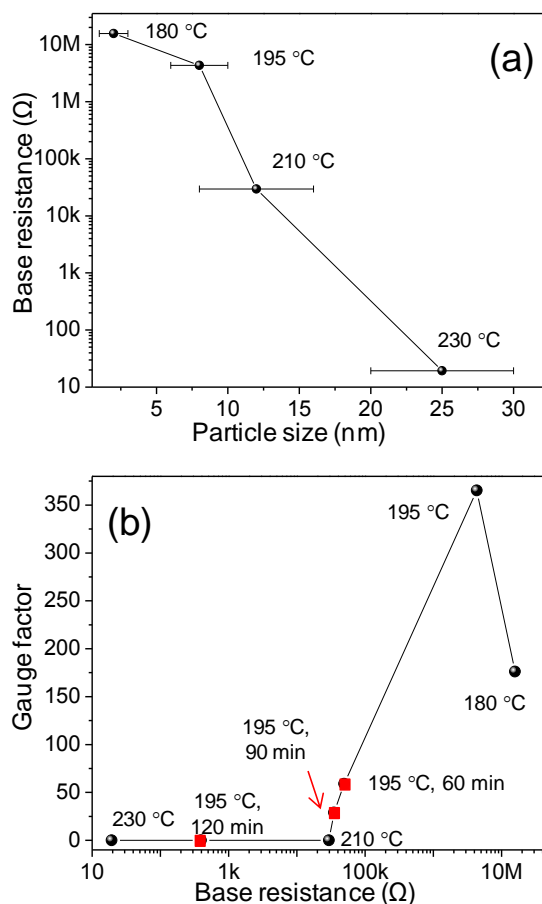 (a)
Base resistance (Ω)
10M
1M
100k
10k
1k
100
10
180 °C
195 °C
210 °C
230 °C
5 10 15 20 25 30
Particle size (nm)
(b)
Gauge factor
350
300
250
200
150
100
50
0
195 °C
180 °C
195 °C,
90 min
195 °C, 60 min
230 °C
195 °C,
120 min
210 °C
10 1k 100k 10M
Base resistance (Ω)